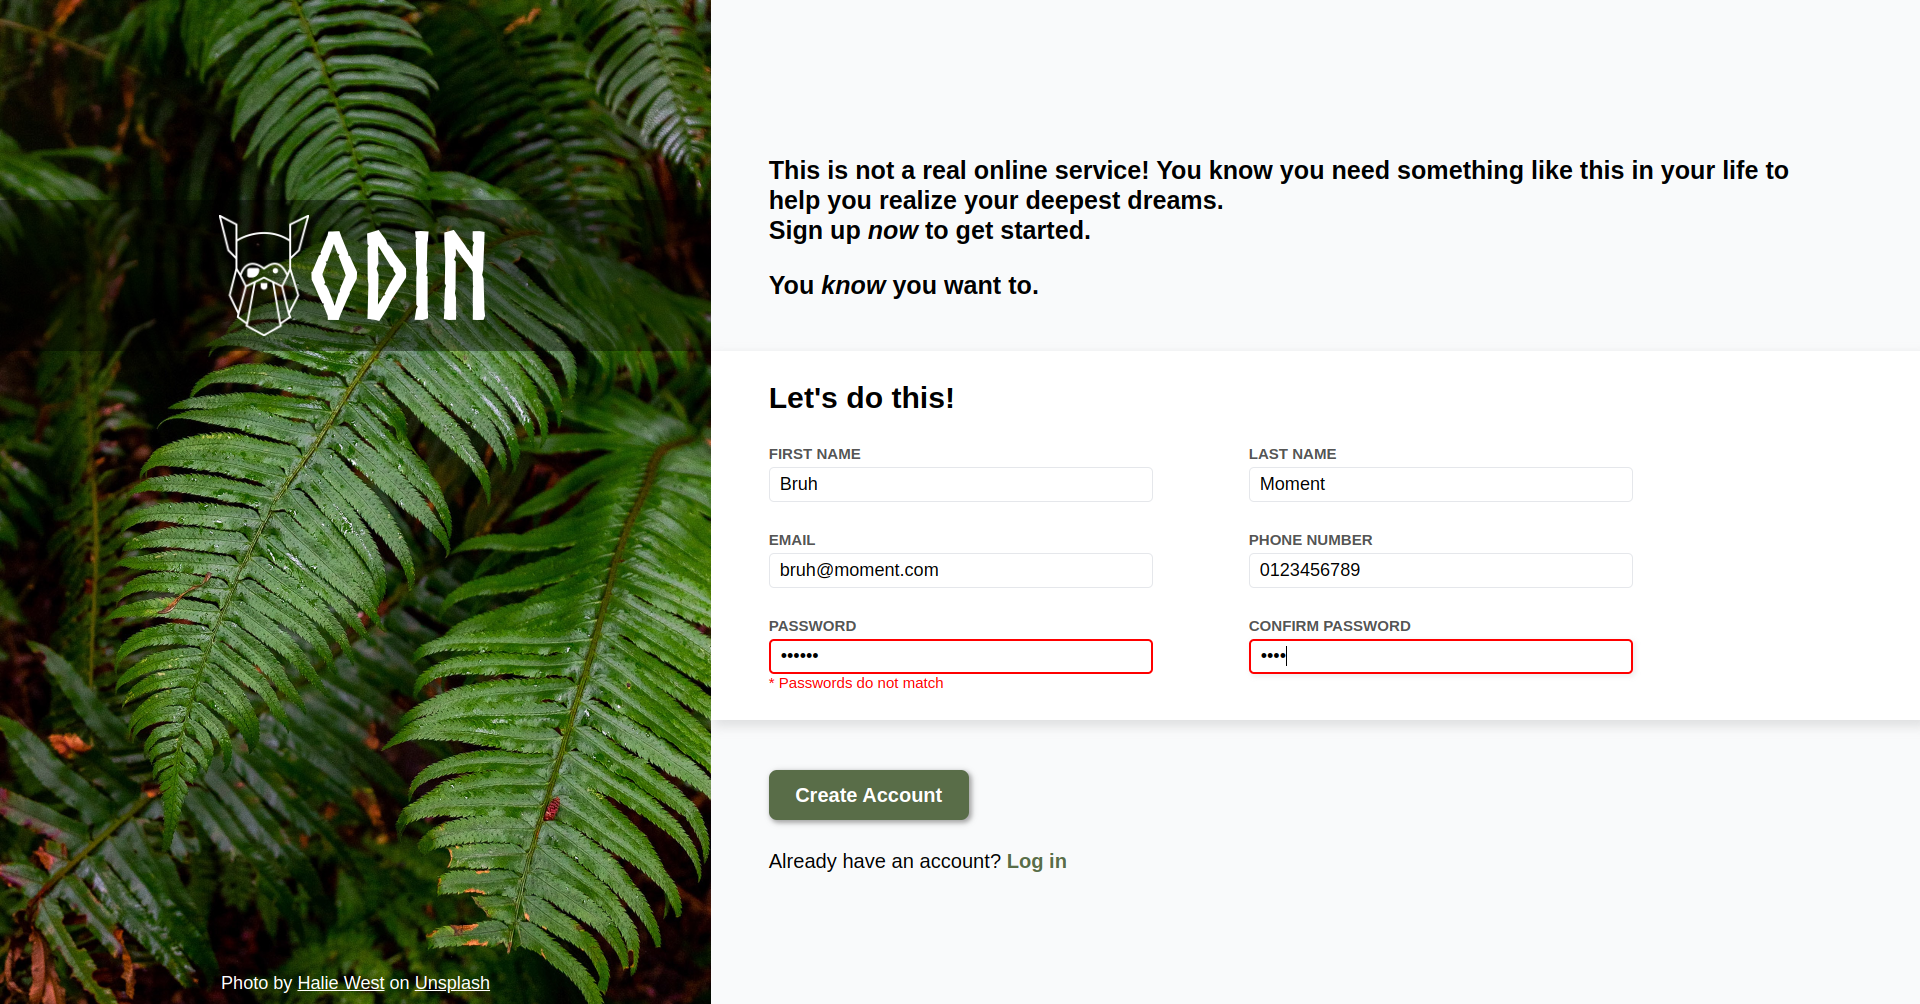 ODIN
Photo by Halie West on Unsplash
This is not a real online service! You know you need something like this in your life to
help you realize your deepest dreams.
Sign up now to get started.
You know you want to.
Let's do this!
FIRST NAME
Bruh
LAST NAME
Moment
EMAIL
bruh@moment.com
PHONE NUMBER
0123456789
PASSWORD
••••••
* Passwords do not match
CONFIRM PASSWORD
••••
Create Account
Already have an account? Log in